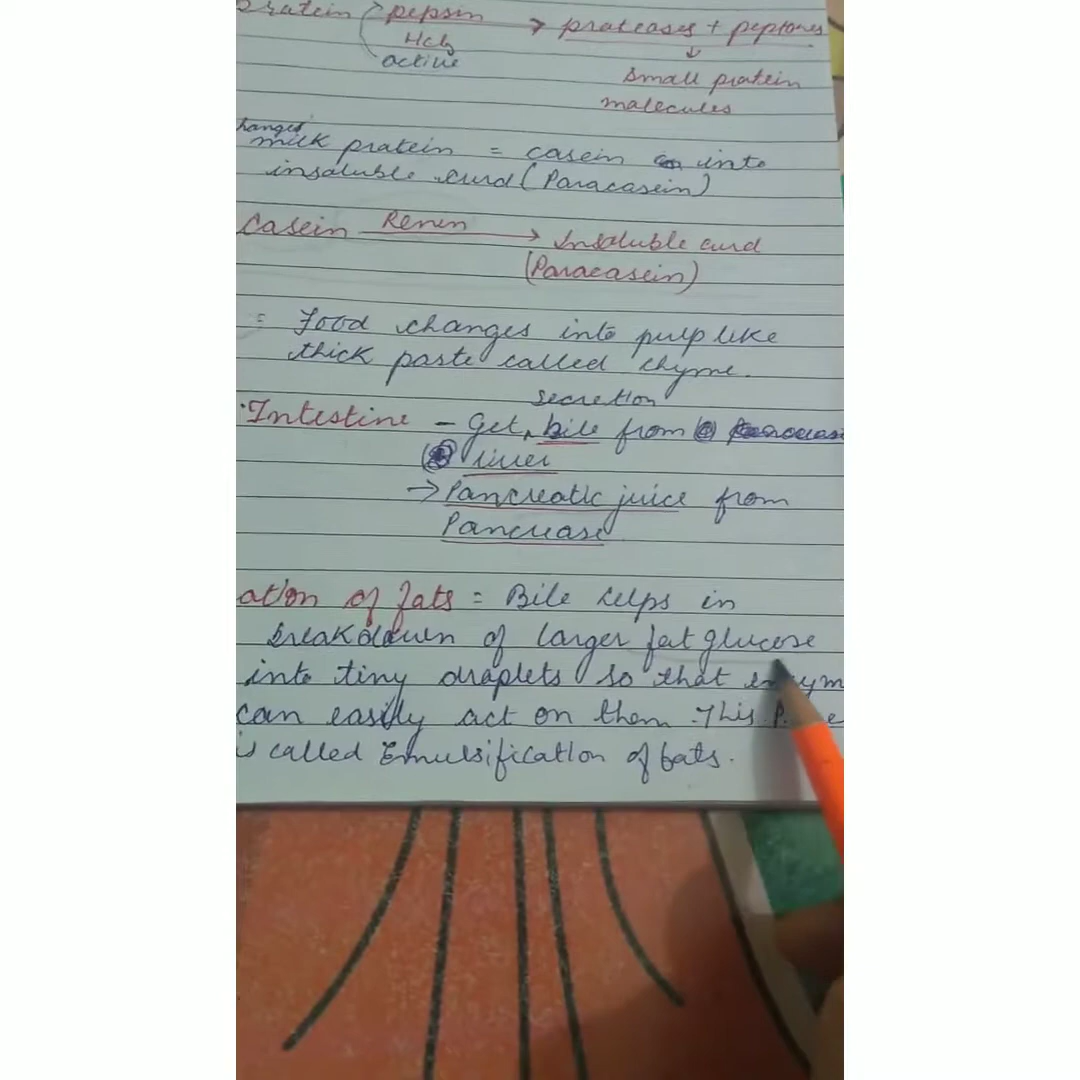 protein pepsin → proteases + peptones
HCl
active
↓
small protein
molecules
milk protein = casein into
insoluble curd (Paracasein)
Casein Renin → Insoluble curd
(Paracasein)
= Food changes into pulp like
thick paste called chyme.
secretion
Intestine - Get bile from
liver
→ Pancreatic juice from
Pancrease
ation of fats = Bile helps in
breakdown of larger fat glucose
into tiny droplets so that
can easily act on them. This
is called Emulsification of fats.